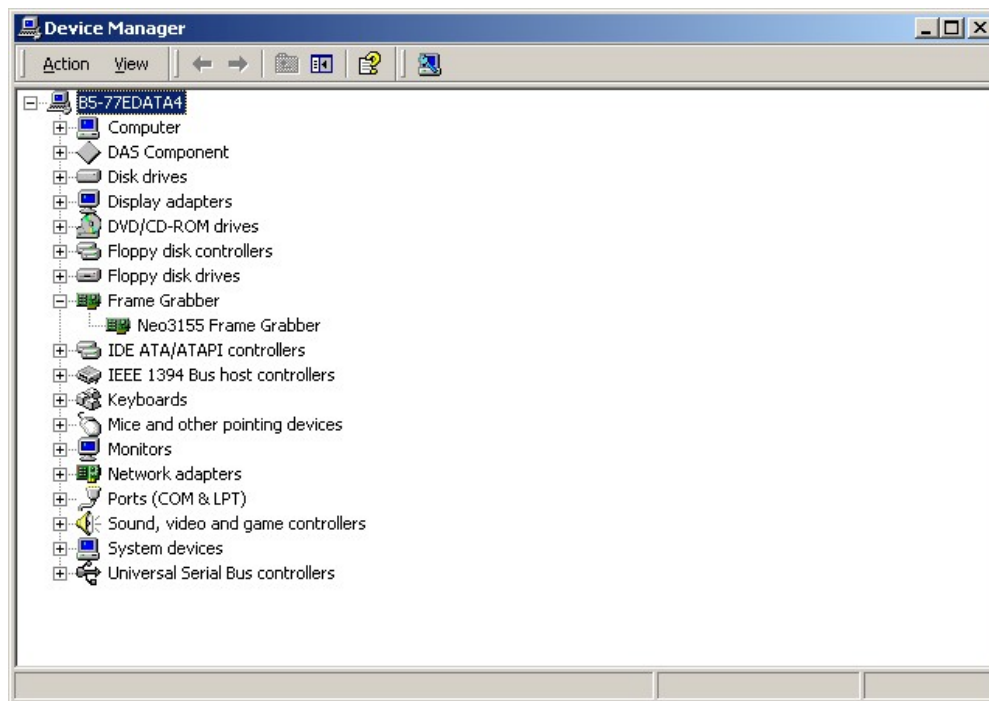 Device Manager
Action View
B5-77EDATA4
Computer
DAS Component
Disk drives
Display adapters
DVD/CD-ROM drives
Floppy disk controllers
Floppy disk drives
Frame Grabber
Neo3155 Frame Grabber
IDE ATA/ATAPI controllers
IEEE 1394 Bus host controllers
Keyboards
Mice and other pointing devices
Monitors
Network adapters
Ports (COM & LPT)
Sound, video and game controllers
System devices
Universal Serial Bus controllers